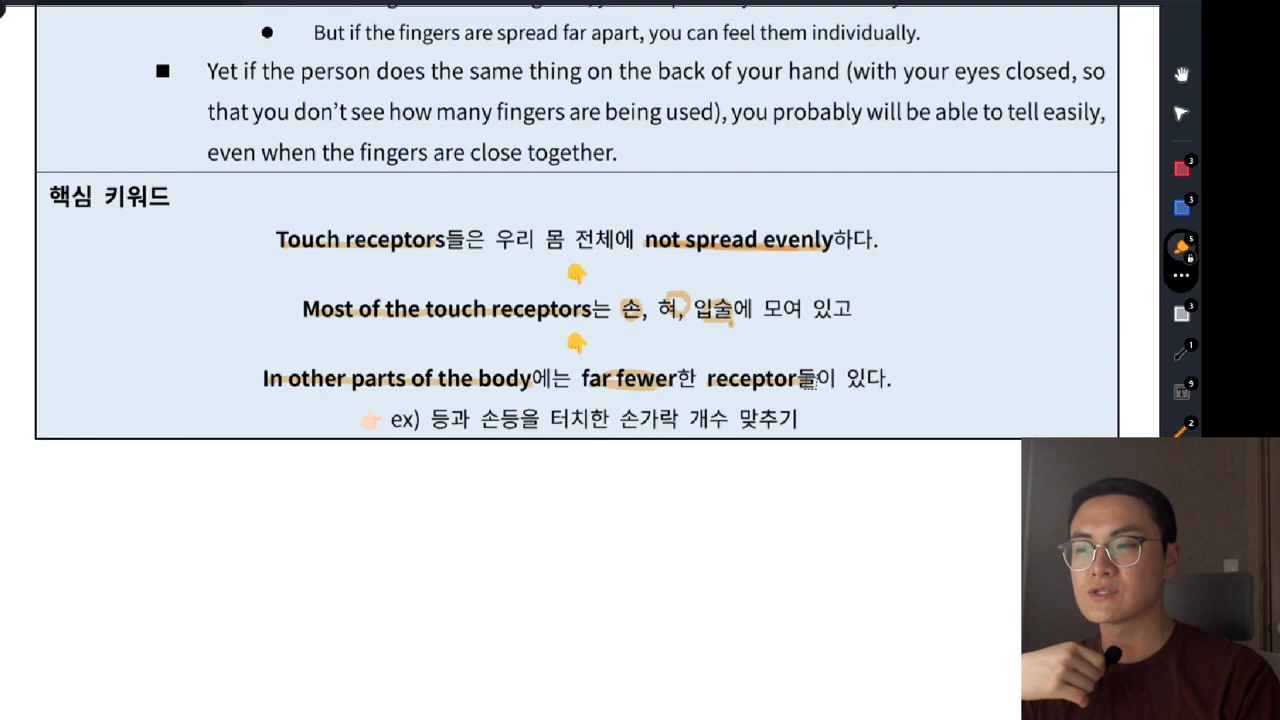 But if the fingers are spread far apart, you can feel them individually.
Yet if the person does the same thing on the back of your hand (with your eyes closed, so
that you don't see how many fingers are being used), you probably will be able to tell easily,
even when the fingers are close together.
핵심 키워드
Touch receptors들은 우리 몸 전체에 not spread evenly하다.
Most of the touch receptors는 손, 혀, 입술에 모여 있고
In other parts of the body에는 far fewer한 receptor들이 있다.
ex) 등과 손등을 터치한 손가락 개수 맞추기
3
3
5
3
1
9
2